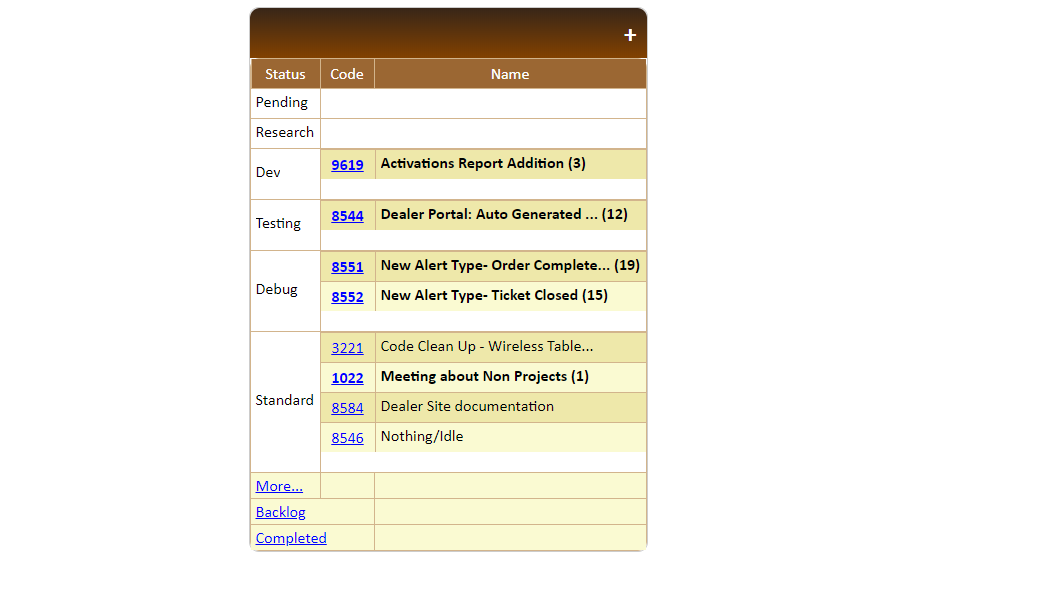 +
Status Code Name
Pending
Research
Dev
9619 Activations Report Addition (3)
Testing
8544 Dealer Portal: Auto Generated ... (12)
Debug
8551 New Alert Type- Order Complete... (19)
8552 New Alert Type- Ticket Closed (15)
Standard
3221 Code Clean Up - Wireless Table...
1022 Meeting about Non Projects (1)
8584 Dealer Site documentation
8546 Nothing/Idle
More...
Backlog
Completed